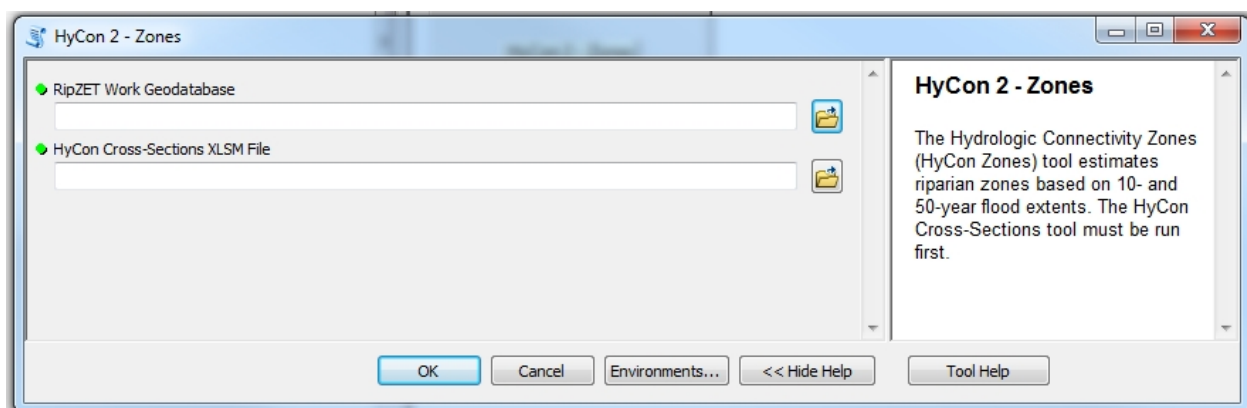 HyCon 2 - Zones
RipZET Work Geodatabase
HyCon Cross-Sections XLSM File
HyCon 2 - Zones
The Hydrologic Connectivity Zones
(HyCon Zones) tool estimates
riparian zones based on 10- and
50-year flood extents. The HyCon
Cross-Sections tool must be run
first.
OK
Cancel
Environments...
<< Hide Help
Tool Help